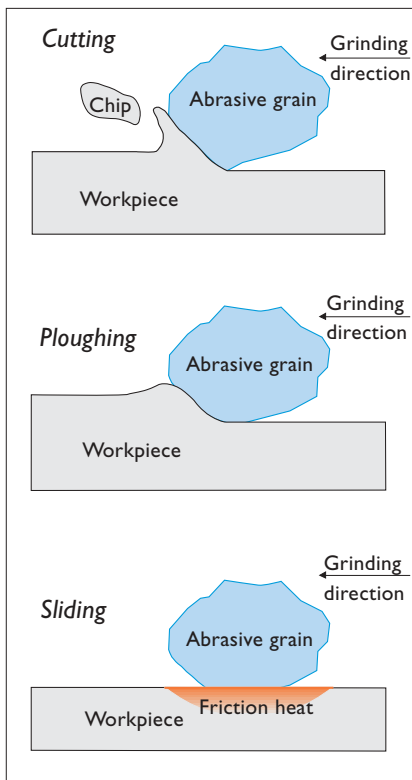 Cutting
Grinding
direction
Chip
Abrasive grain
Workpiece
Ploughing
Grinding
direction
Abrasive grain
Workpiece
Sliding
Grinding
direction
Abrasive grain
Workpiece
Friction heat